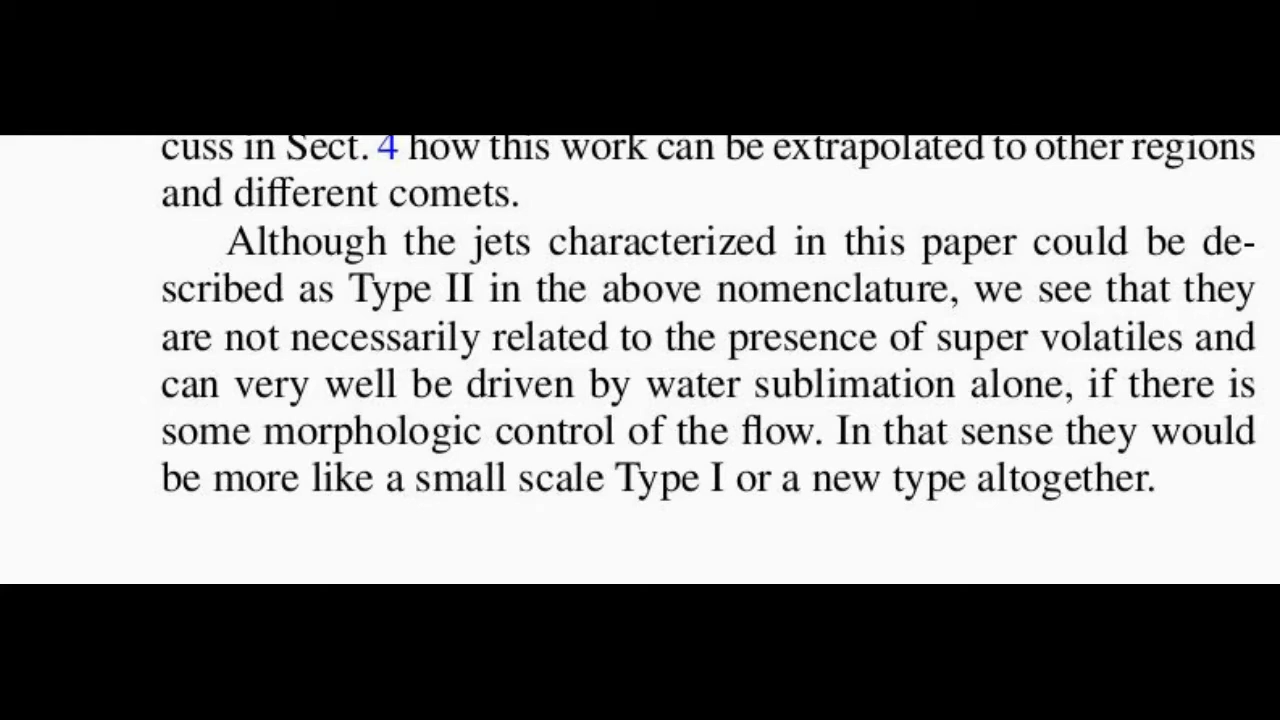 cuss in Sect. 4 how this work can be extrapolated to other regions
and different comets.
Although the jets characterized in this paper could be de-
scribed as Type II in the above nomenclature, we see that they
are not necessarily related to the presence of super volatiles and
can very well be driven by water sublimation alone, if there is
some morphologic control of the flow. In that sense they would
be more like a small scale Type I or a new type altogether.